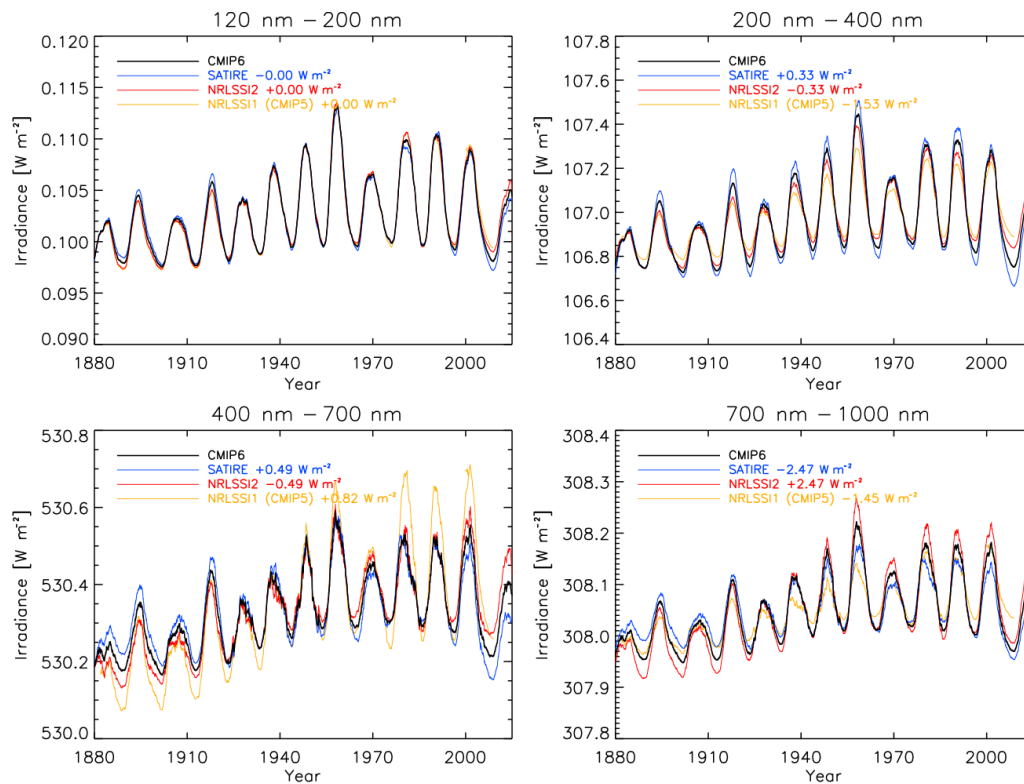 120 nm – 200 nm
0.120
0.115
0.110
0.105
0.100
0.095
0.090
Irradiance [W m⁻²]
CMIP6
SATIRE –0.00 W m⁻²
NRLSSI2 +0.00 W m⁻²
NRLSSI1 (CMIP5) +0.00 W m⁻²
1880 1910 1940 1970 2000
Year
200 nm – 400 nm
107.8
107.6
107.4
107.2
107.0
106.8
106.6
106.4
Irradiance [W m⁻²]
CMIP6
SATIRE +0.33 W m⁻²
NRLSSI2 –0.33 W m⁻²
NRLSSI1 (CMIP5) –1.53 W m⁻²
1880 1910 1940 1970 2000
Year
400 nm – 700 nm
530.8
530.6
530.4
530.2
530.0
Irradiance [W m⁻²]
CMIP6
SATIRE +0.49 W m⁻²
NRLSSI2 –0.49 W m⁻²
NRLSSI1 (CMIP5) +0.82 W m⁻²
1880 1910 1940 1970 2000
Year
700 nm – 1000 nm
308.4
308.3
308.2
308.1
308.0
307.9
307.8
Irradiance [W m⁻²]
CMIP6
SATIRE –2.47 W m⁻²
NRLSSI2 +2.47 W m⁻²
NRLSSI1 (CMIP5) –1.45 W m⁻²
1880 1910 1940 1970 2000
Year